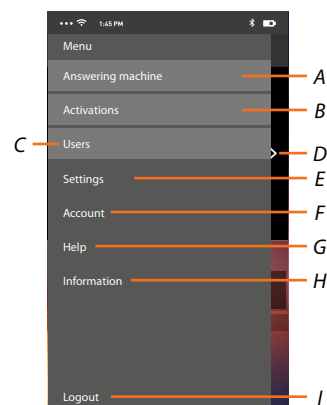 1:45 PM
Menu
Answering machine A
Activations B
C Users
D
Settings E
Account F
Help G
Information H
Logout I